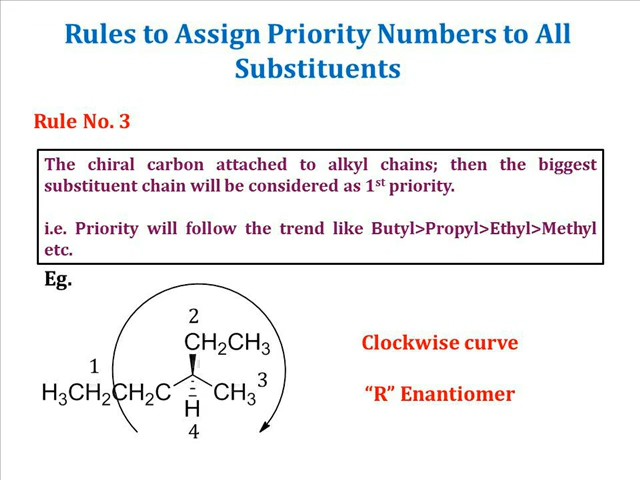 Rules to Assign Priority Numbers to All
Substituents
Rule No. 3
The chiral carbon attached to alkyl chains; then the biggest
substituent chain will be considered as 1st priority.
i.e. Priority will follow the trend like Butyl>Propyl>Ethyl>Methyl
etc.
Eg.
2
CH2CH3
Clockwise curve
1
3
H3CH2CH2C
CH3
"R" Enantiomer
H
4